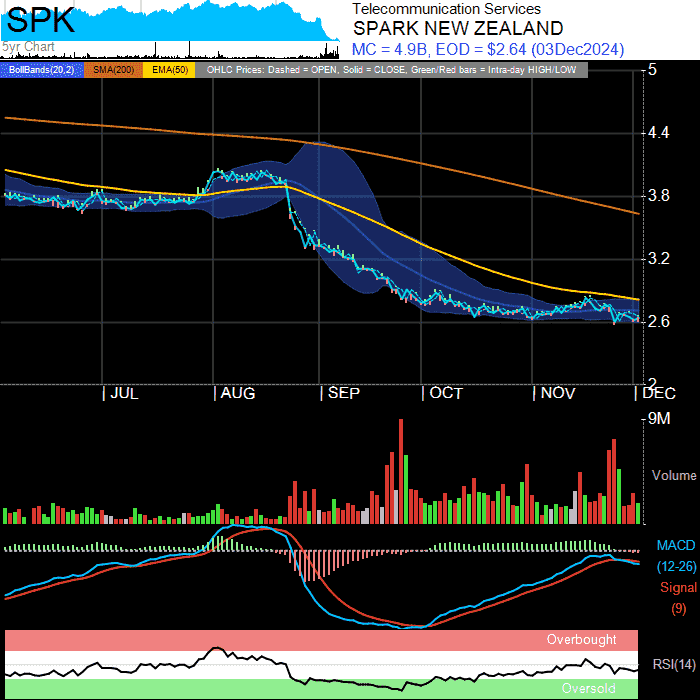 SPK
5yr Chart
Telecommunication Services
SPARK NEW ZEALAND
MC = 4.9B, EOD = $2.64 (03Dec2024)
BollBands(20,2) SMA(200) EMA(50) OHLC Prices: Dashed = OPEN, Solid = CLOSE, Green/Red bars = Intra-day HIGH/LOW
5
4.4
3.8
3.2
2.6
2
| JUL | AUG | SEP | OCT | NOV | DEC
9M
Volume
MACD
(12-26)
Signal
(9)
Overbought
RSI(14)
Oversold